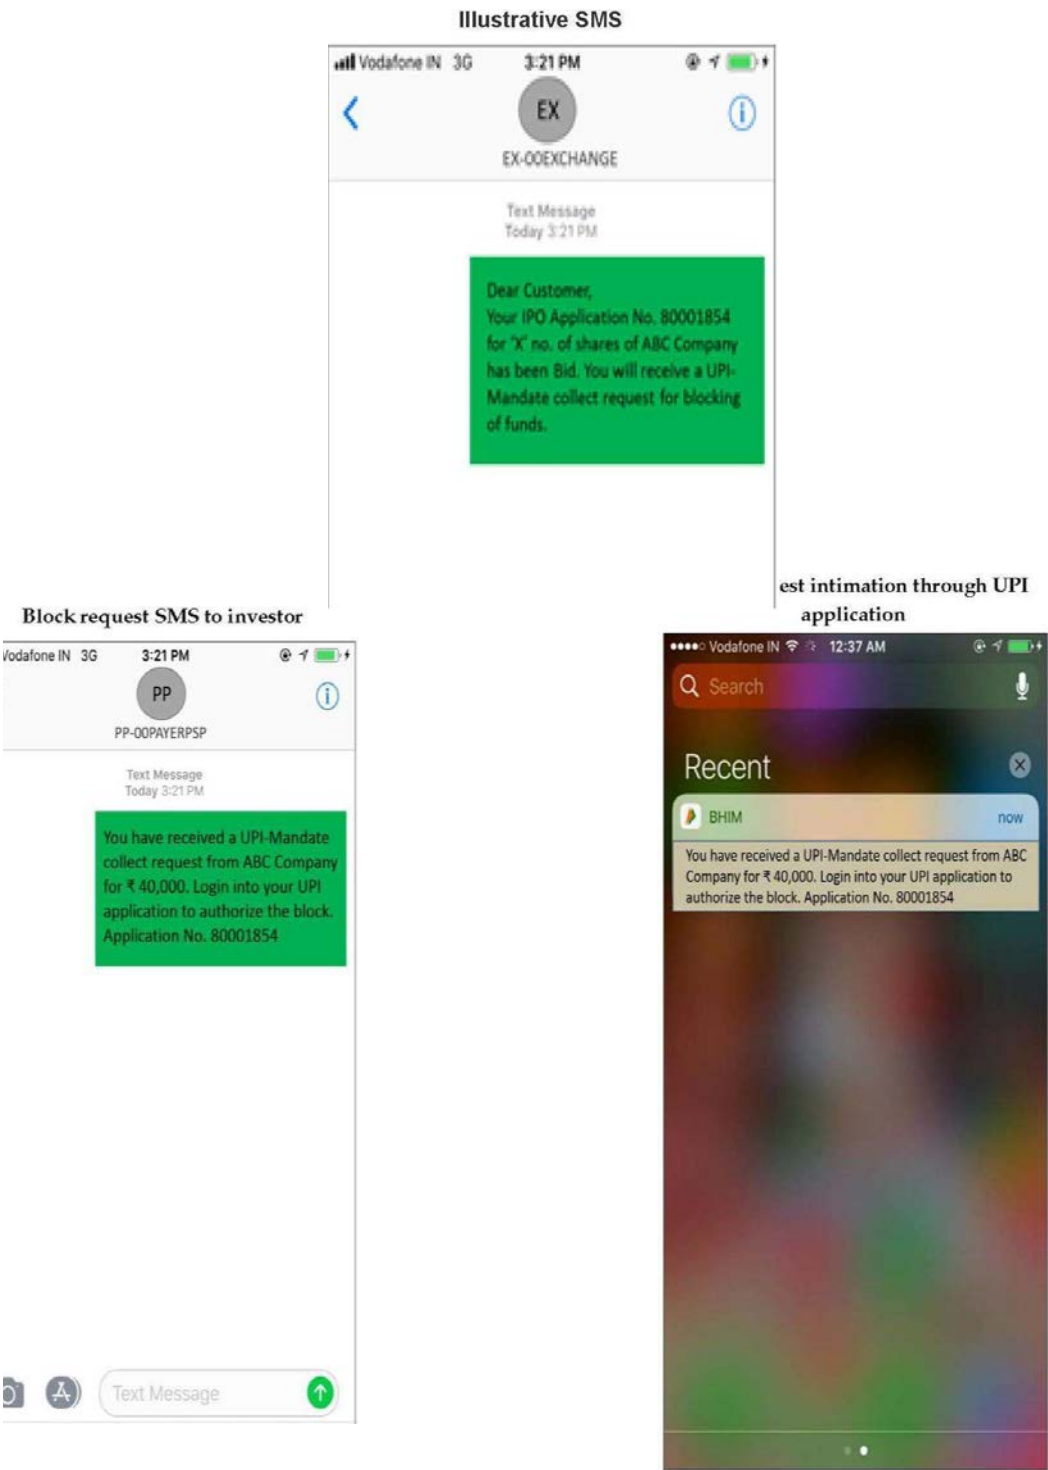 Illustrative SMS
Vodafone IN 3G 3:21 PM
EX
EX-00EXCHANGE
Text Message
Today 3:21 PM
Dear Customer,
Your IPO Application No. 80001854
for 'X' no. of shares of ABC Company
has been Bid. You will receive a UPI-
Mandate collect request for blocking
of funds.
Block request SMS to investor
Vodafone IN 3G 3:21 PM
PP
PP-00PAYERPSP
Text Message
Today 3:21 PM
You have received a UPI-Mandate
collect request from ABC Company
for ₹ 40,000. Login into your UPI
application to authorize the block.
Application No. 80001854
Text Message
est intimation through UPI
application
Vodafone IN 12:37 AM
Search
Recent
BHIM now
You have received a UPI-Mandate collect request from ABC
Company for ₹ 40,000. Login into your UPI application to
authorize the block. Application No. 80001854